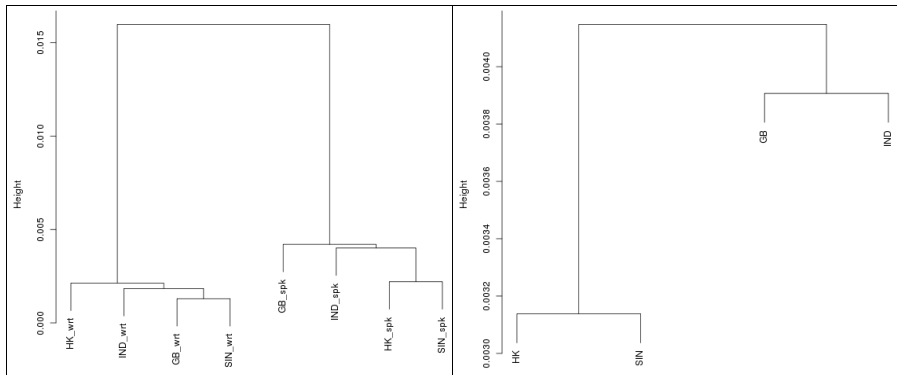 Height
0.015
0.010
0.005
0.000
HK_wrt
IND_wrt
GB_wrt
SIN_wrt
GB_spk
IND_spk
HK_spk
SIN_spk
Height
0.0040
0.0038
0.0036
0.0034
0.0032
0.0030
HK
SIN
GB
IND